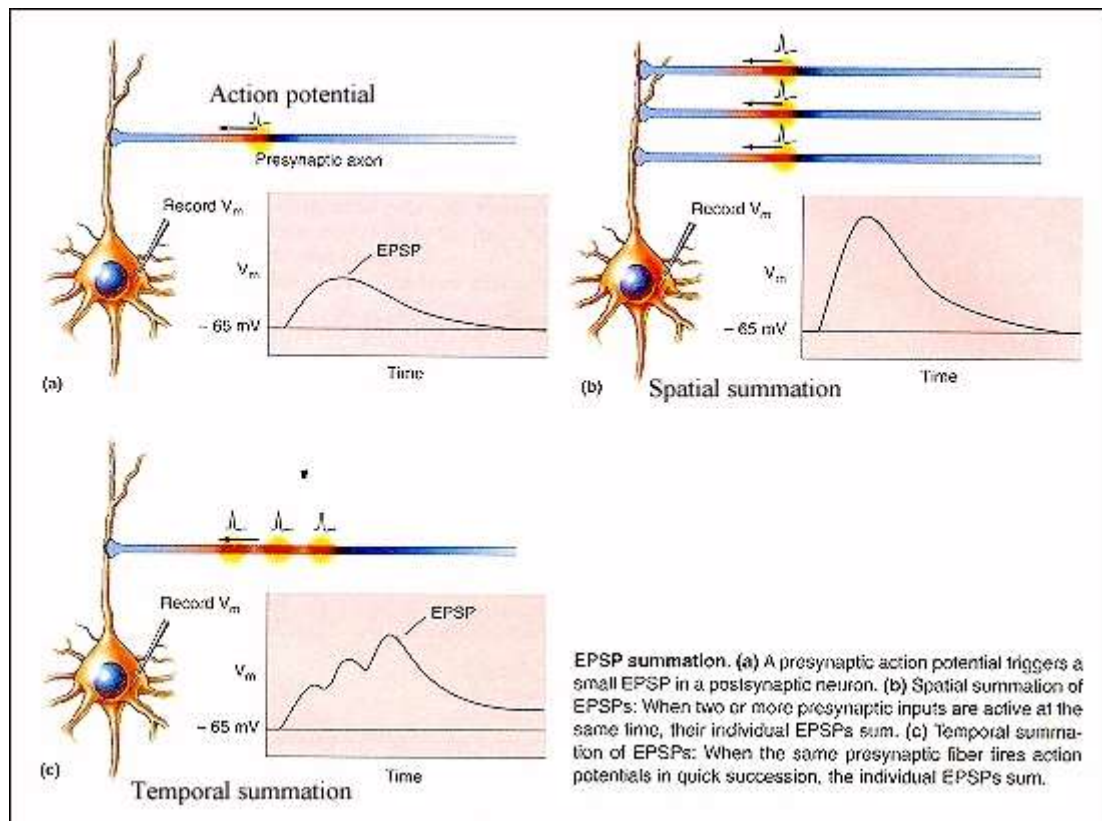 Action potential
Presynaptic axon
Record Vm
EPSP
Vm
– 65 mV
Time
(a)
Record Vm
Vm
– 65 mV
Time
(b)
Spatial summation
Record Vm
EPSP
Vm
– 65 mV
Time
(c)
Temporal summation
EPSP summation. (a) A presynaptic action potential triggers a
small EPSP in a postsynaptic neuron. (b) Spatial summation of
EPSPs: When two or more presynaptic inputs are active at the
same time, their individual EPSPs sum. (c) Temporal summa-
tion of EPSPs: When the same presynaptic fiber fires action
potentials in quick succession, the individual EPSPs sum.